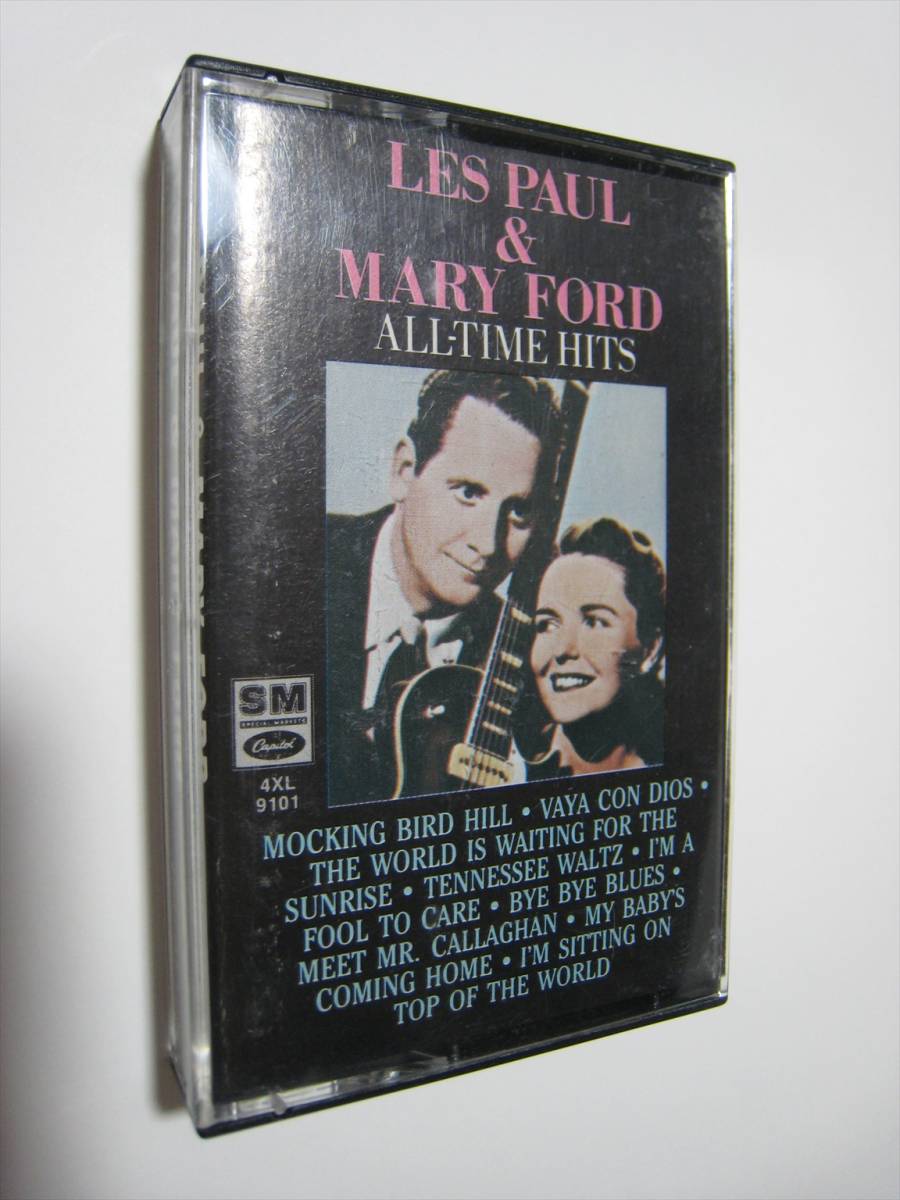 LES PAUL
&
MARY FORD
ALL-TIME HITS
SM
SPECIAL MARKETS
Capitol
4XL
9101
MOCKING BIRD HILL • VAYA CON DIOS •
THE WORLD IS WAITING FOR THE
SUNRISE • TENNESSEE WALTZ • I'M A
FOOL TO CARE • BYE BYE BLUES •
MEET MR. CALLAGHAN • MY BABY'S
COMING HOME • I'M SITTING ON
TOP OF THE WORLD